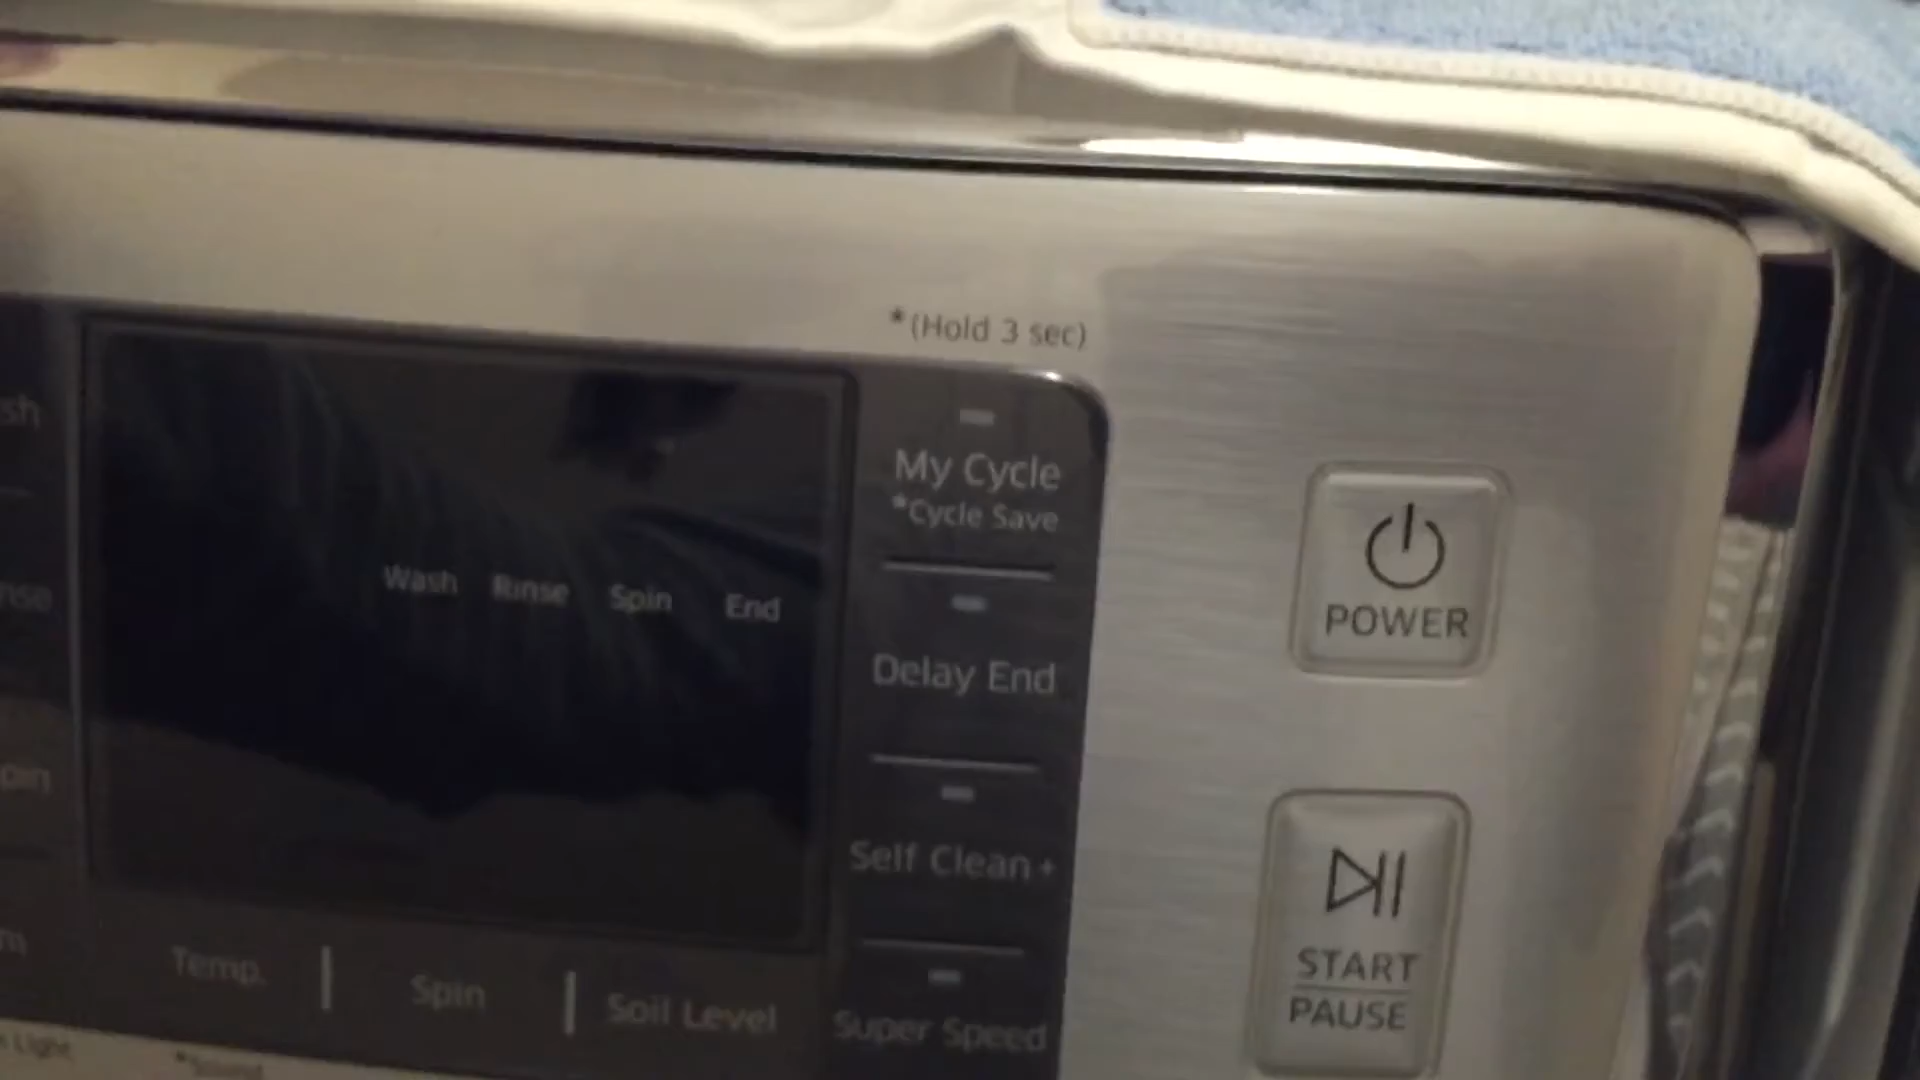 *(Hold 3 sec)
My Cycle
*Cycle Save
Wash Rinse Spin End
POWER
Delay End
Self Clean+
START
PAUSE
Temp. Spin Soil Level
Super Speed
Light